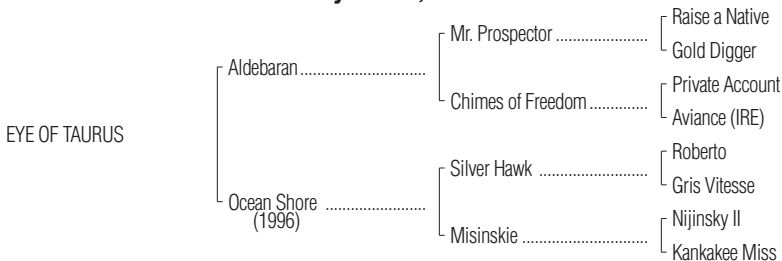 Raise a Native
Mr. Prospector ........................
Gold Digger
Aldebaran.................................
Private Account
Chimes of Freedom...............
Aviance (IRE)
EYE OF TAURUS
Roberto
Silver Hawk ............................
Gris Vitesse
Ocean Shore ..........................
(1996)
Nijinsky II
Misinskie ................................
Kankakee Miss